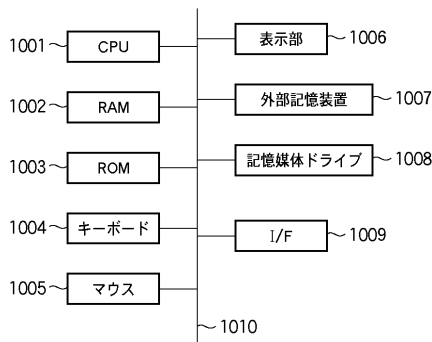 1001 CPU
1002 RAM
1003 ROM
1004 キーボード
1005 マウス
表示部 1006
外部記憶装置 1007
記憶媒体ドライブ 1008
I/F 1009
1010